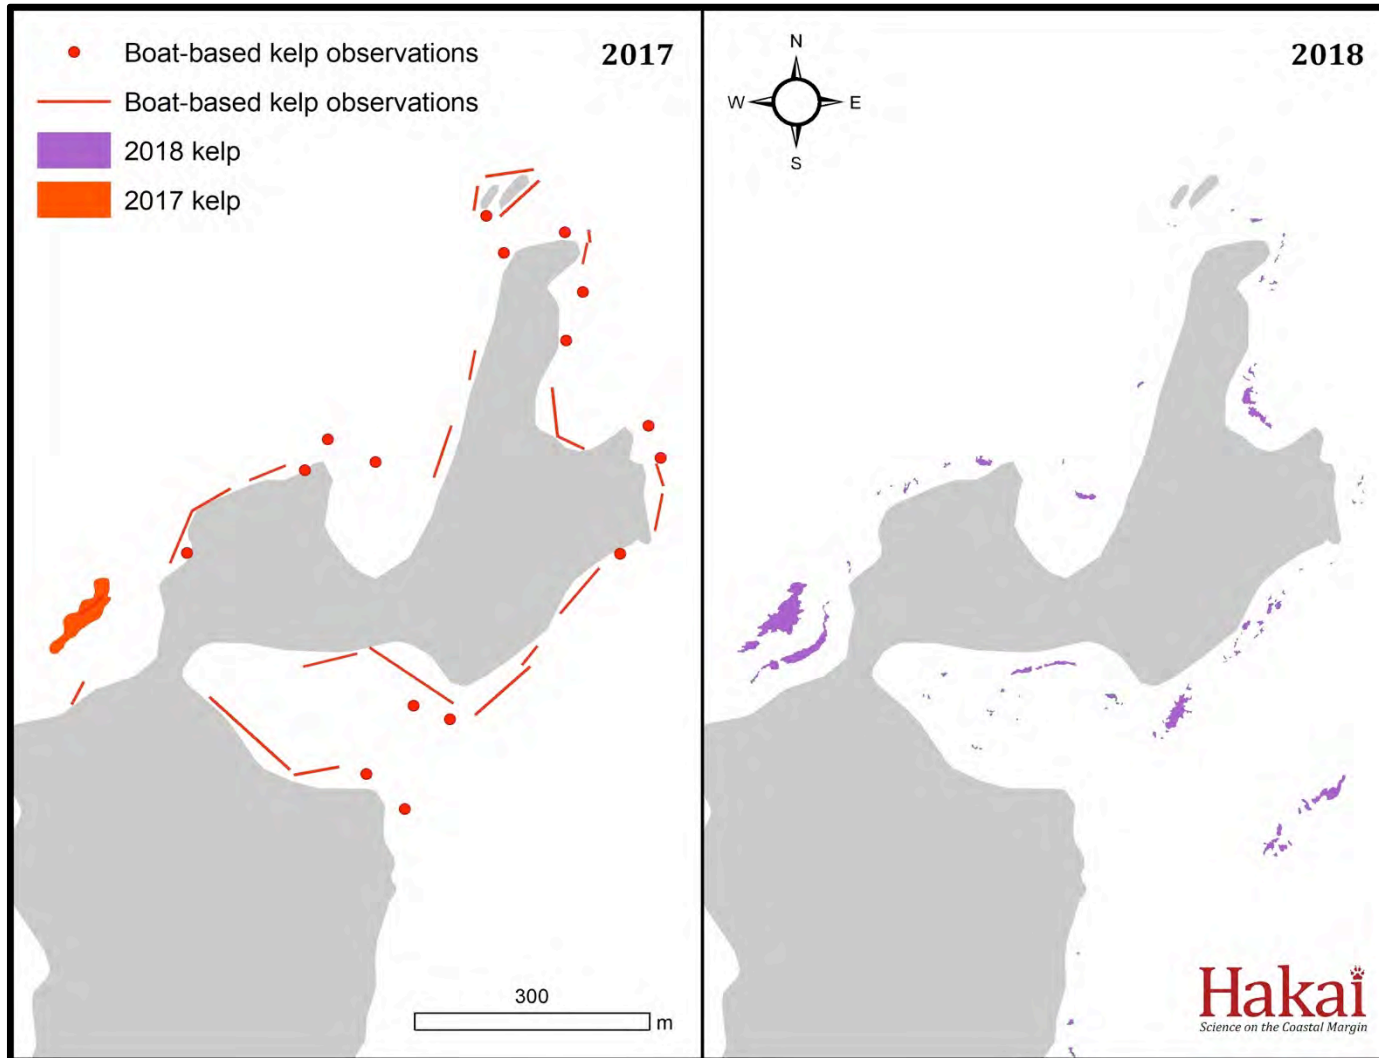 Boat-based kelp observations
2017
Boat-based kelp observations
2018 kelp
2017 kelp
300
m
2018
N
W
E
S
Hakai
Science on the Coastal Margin